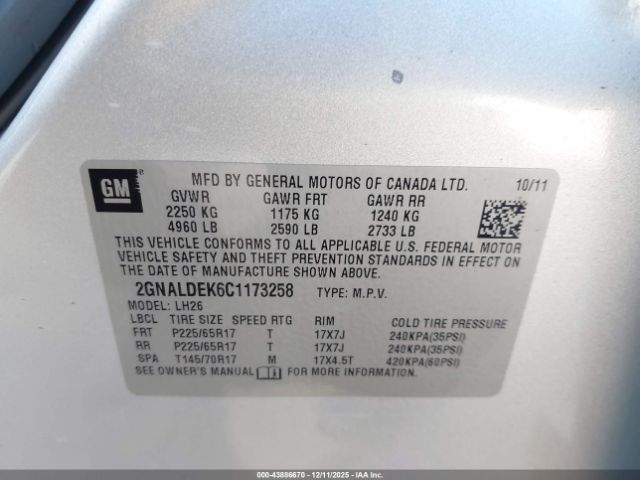 GM
MFD BY GENERAL MOTORS OF CANADA LTD. 10/11
GVWR GAWR FRT GAWR RR
2250 KG 1175 KG 1240 KG
4960 LB 2590 LB 2733 LB
THIS VEHICLE CONFORMS TO ALL APPLICABLE U.S. FEDERAL MOTOR
VEHICLE SAFETY AND THEFT PREVENTION STANDARDS IN EFFECT ON
THE DATE OF MANUFACTURE SHOWN ABOVE.
2GNALDEK6C1173258 TYPE: M.P.V.
MODEL: LH26
LBCL TIRE SIZE SPEED RTG RIM COLD TIRE PRESSURE
FRT P225/65R17 T 17X7J 240KPA(35PSI)
RR P225/65R17 T 17X7J 240KPA(35PSI)
SPA T145/70R17 M 17X4.5T 420KPA(60PSI)
SEE OWNER'S MANUAL FOR MORE INFORMATION.
000-43886670 - 12/11/2025 - IAAI.COM